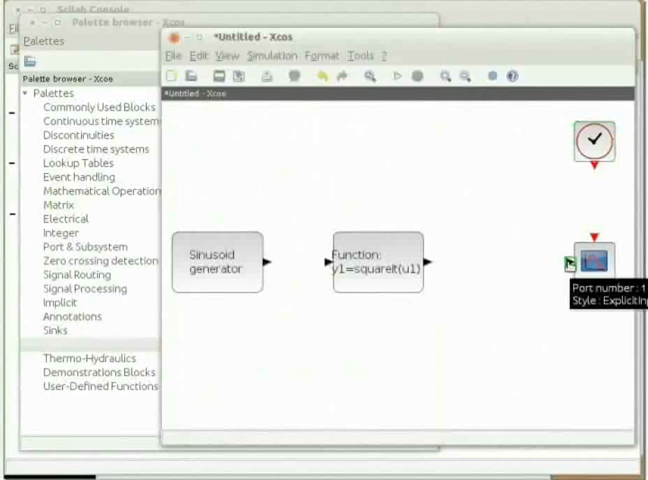 Scilab Console
Palette browser - Xcos
*Untitled - Xcos
Palettes
File Edit View Simulation Format Tools ?
Palette browser - Xcos
*Untitled - Xcos
Palettes
Commonly Used Blocks
Continuous time system
Discontinuities
Discrete time systems
Lookup Tables
Event handling
Mathematical Operation
Matrix
Electrical
Integer
Port & Subsystem
Zero crossing detection
Signal Routing
Signal Processing
Implicit
Annotations
Sinks
Thermo-Hydraulics
Demonstrations Blocks
User-Defined Functions
Sinusoid
generator
Function:
y1=squareit(u1)
Port number : 1
Style : ExplicitIn